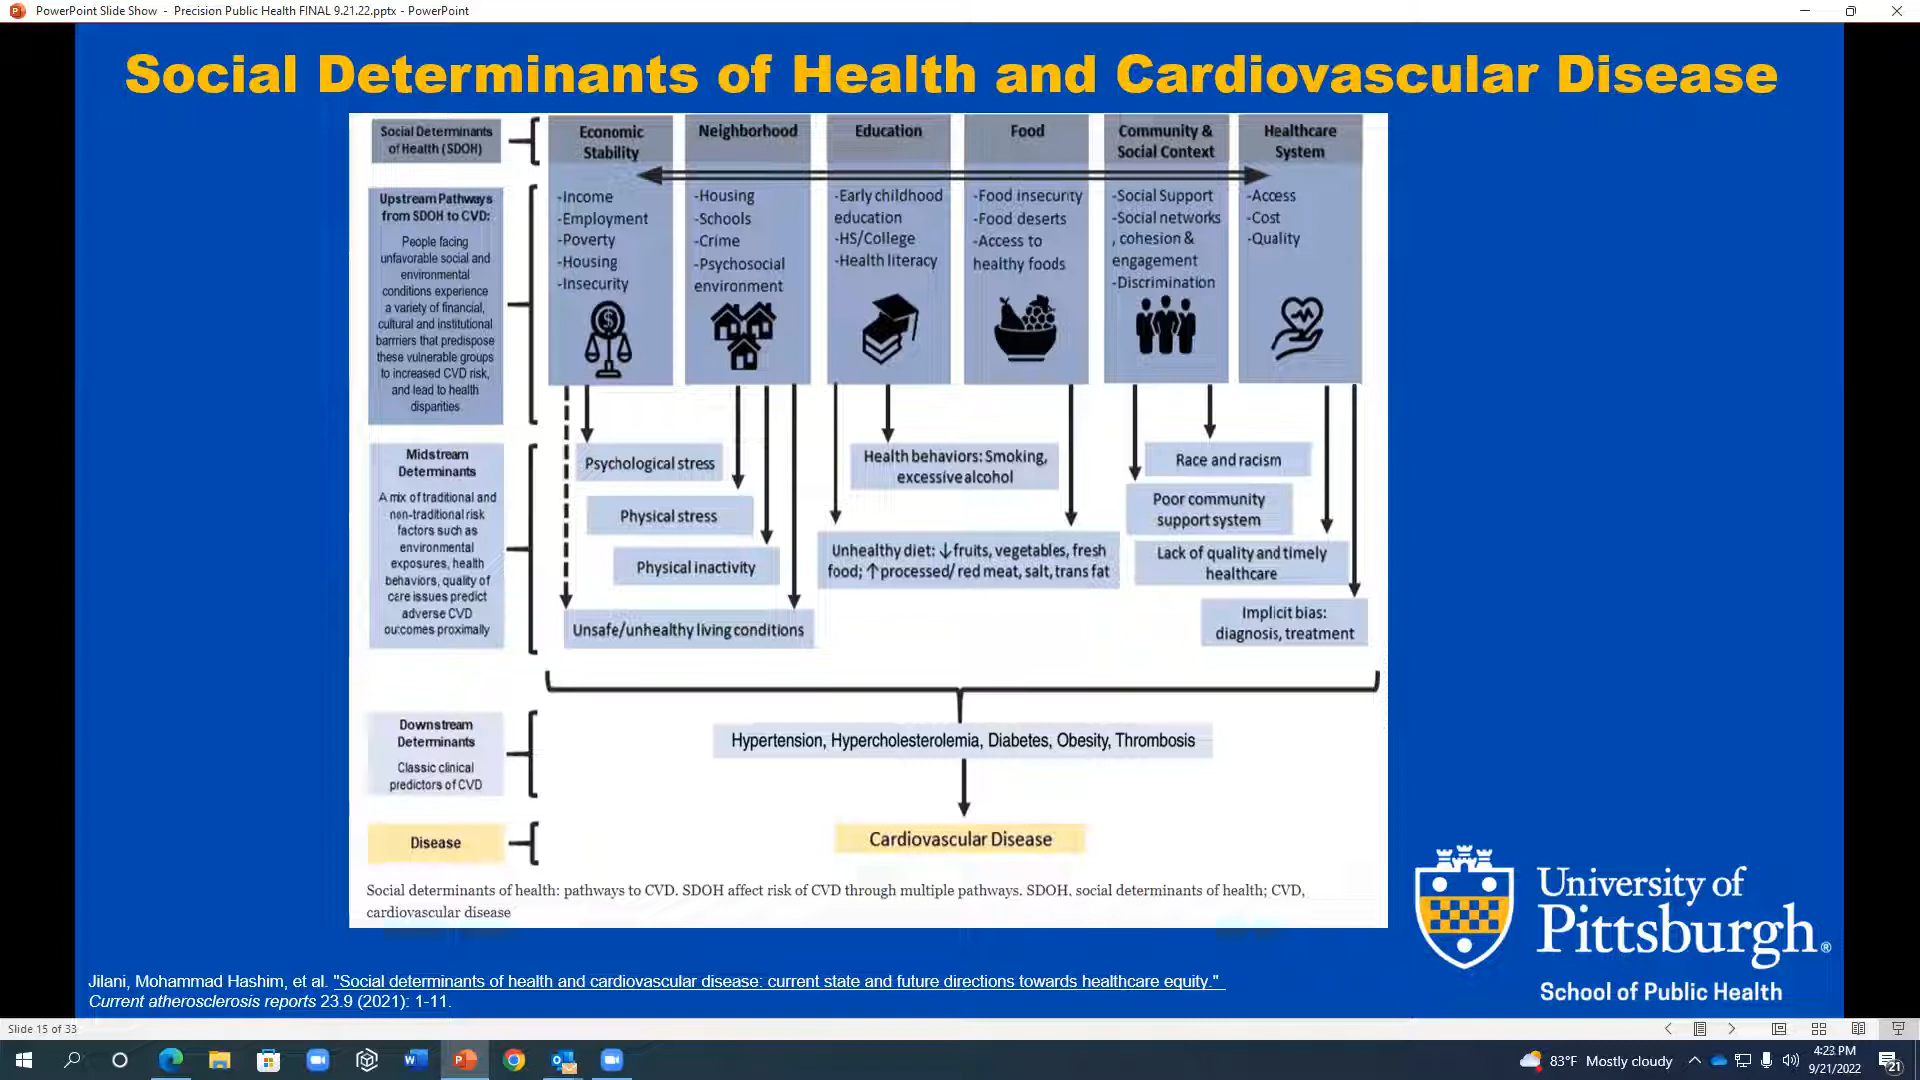 PowerPoint Slide Show - Precision Public Health FINAL 9.21.22.pptx - PowerPoint
Social Determinants of Health and Cardiovascular Disease
Social Determinants
of Health (SDOH)
Economic
Stability
Neighborhood
Education
Food
Community &
Social Context
Healthcare
System
Upstream Pathways
from SDOH to CVD:
People facing
unfavorable social and
environmental
conditions experience
a variety of financial,
cultural and institutional
barrriers that predispose
these vulnerable groups
to increased CVD risk,
and lead to health
disparities
-Income
-Employment
-Poverty
-Housing
-Insecurity
-Housing
-Schools
-Crime
-Psychosocial
environment
-Early childhood
education
-HS/College
-Health literacy
-Food insecurity
-Food deserts
-Access to
healthy foods
-Social Support
-Social networks
, cohesion &
engagement
-Discrimination
-Access
-Cost
-Quality
$
Midstream
Determinants
A mix of traditional and
non-traditional risk
factors such as
environmental
exposures, health
behaviors, quality of
care issues predict
adverse CVD
outcomes proximally
Psychological stress
Physical stress
Physical inactivity
Unsafe/unhealthy living conditions
Health behaviors: Smoking,
excessive alcohol
Unhealthy diet: ↓fruits, vegetables, fresh
food; ↑processed/ red meat, salt, trans fat
Race and racism
Poor community
support system
Lack of quality and timely
healthcare
Implicit bias:
diagnosis, treatment
Downstream
Determinants
Classic clinical
predictors of CVD
Hypertension, Hypercholesterolemia, Diabetes, Obesity, Thrombosis
Disease
Cardiovascular Disease
Social determinants of health: pathways to CVD. SDOH affect risk of CVD through multiple pathways. SDOH, social determinants of health; CVD,
cardiovascular disease
University of
Pittsburgh®
School of Public Health
Jilani, Mohammad Hashim, et al. "Social determinants of health and cardiovascular disease: current state and future directions towards healthcare equity."
Current atherosclerosis reports 23.9 (2021): 1-11.
Slide 15 of 33
83°F Mostly cloudy
4:23 PM
9/21/2022
21